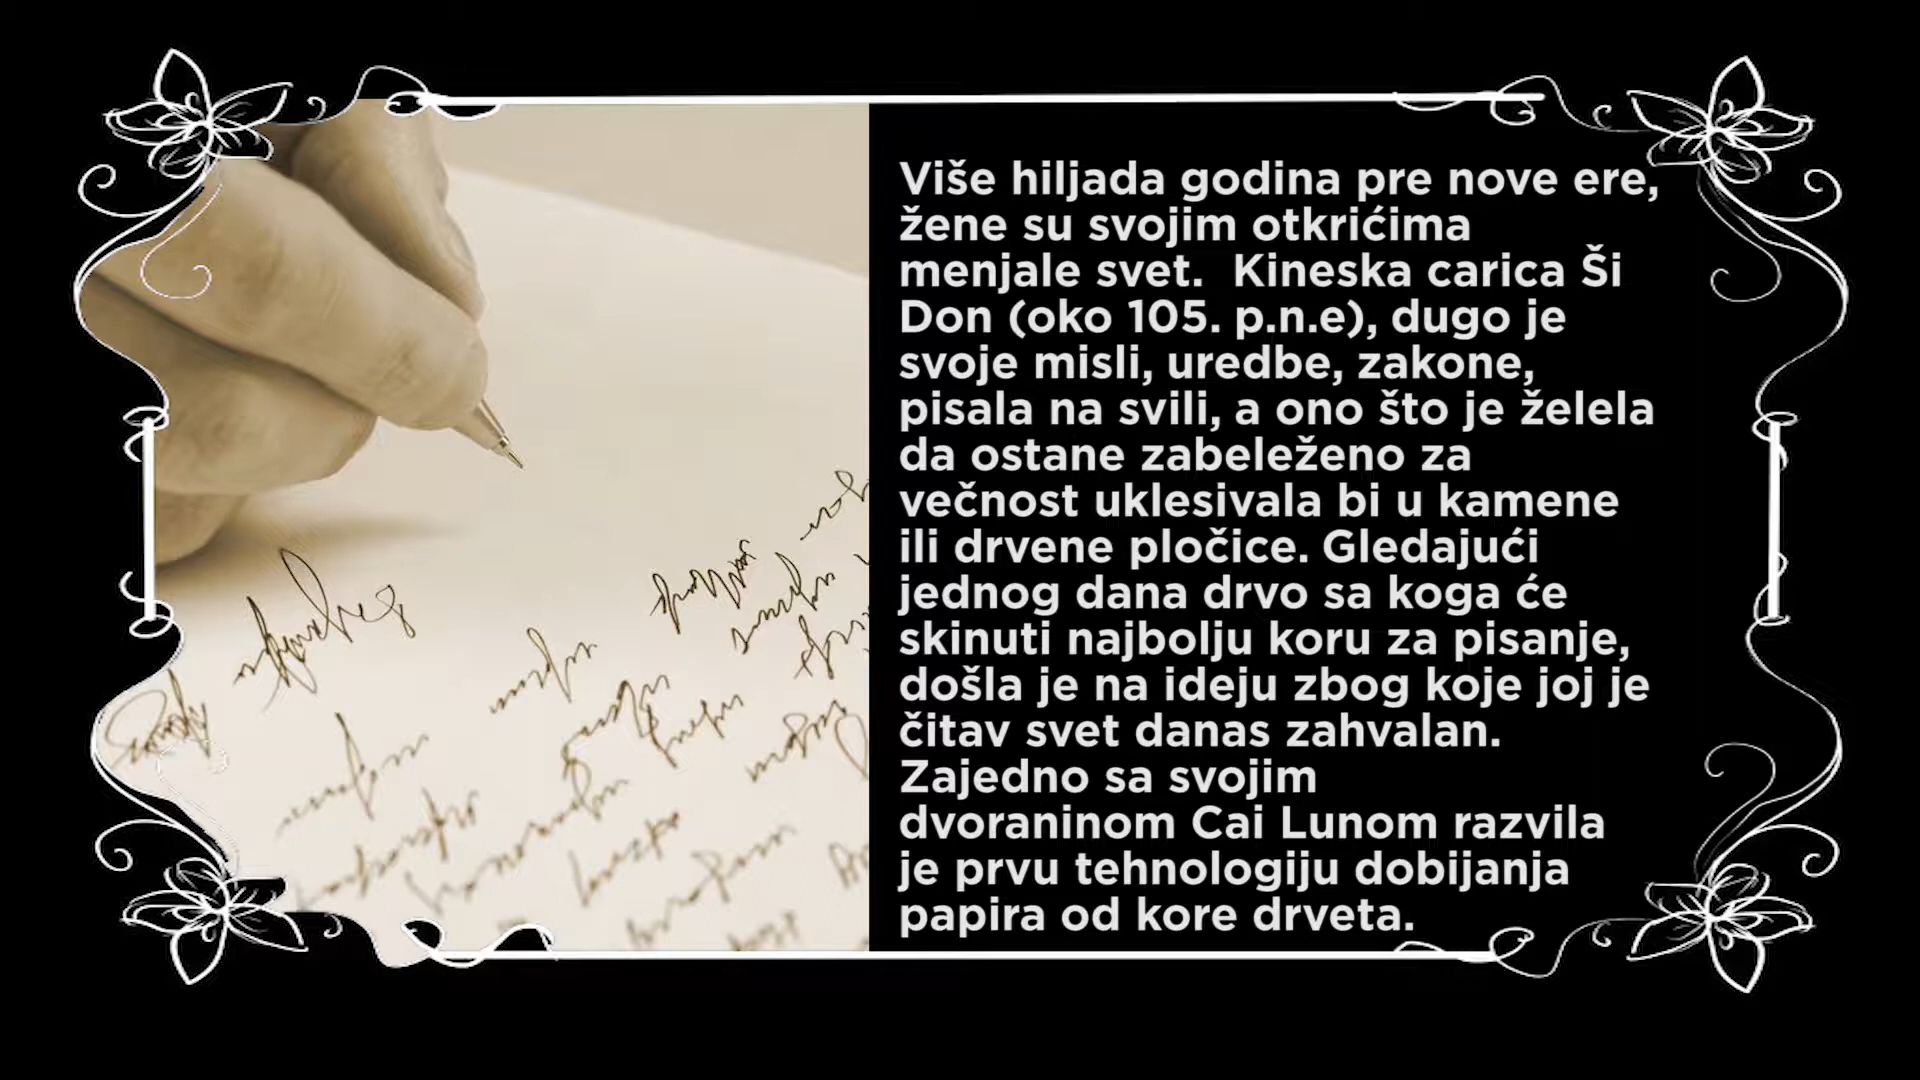 Više hiljada godina pre nove ere,
žene su svojim otkrićima
menjale svet.  Kineska carica Ši
Don (oko 105. p.n.e), dugo je
svoje misli, uredbe, zakone,
pisala na svili, a ono što je želela
da ostane zabeleženo za
večnost uklesivala bi u kamene
ili drvene pločice. Gledajući
jednog dana drvo sa koga će
skinuti najbolju koru za pisanje,
došla je na ideju zbog koje joj je
čitav svet danas zahvalan.
Zajedno sa svojim
dvoraninom Cai Lunom razvila
je prvu tehnologiju dobijanja
papira od kore drveta.